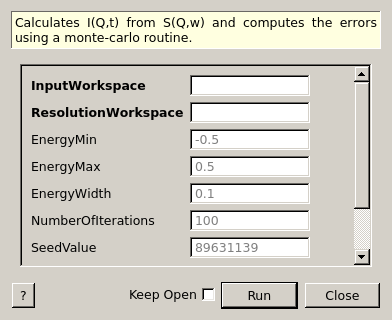 Calculates I(Q,t) from S(Q,w) and computes the errors
using a monte-carlo routine.
InputWorkspace
ResolutionWorkspace
EnergyMin -0.5
EnergyMax 0.5
EnergyWidth 0.1
NumberOfIterations 100
SeedValue 89631139
? Keep Open Run Close